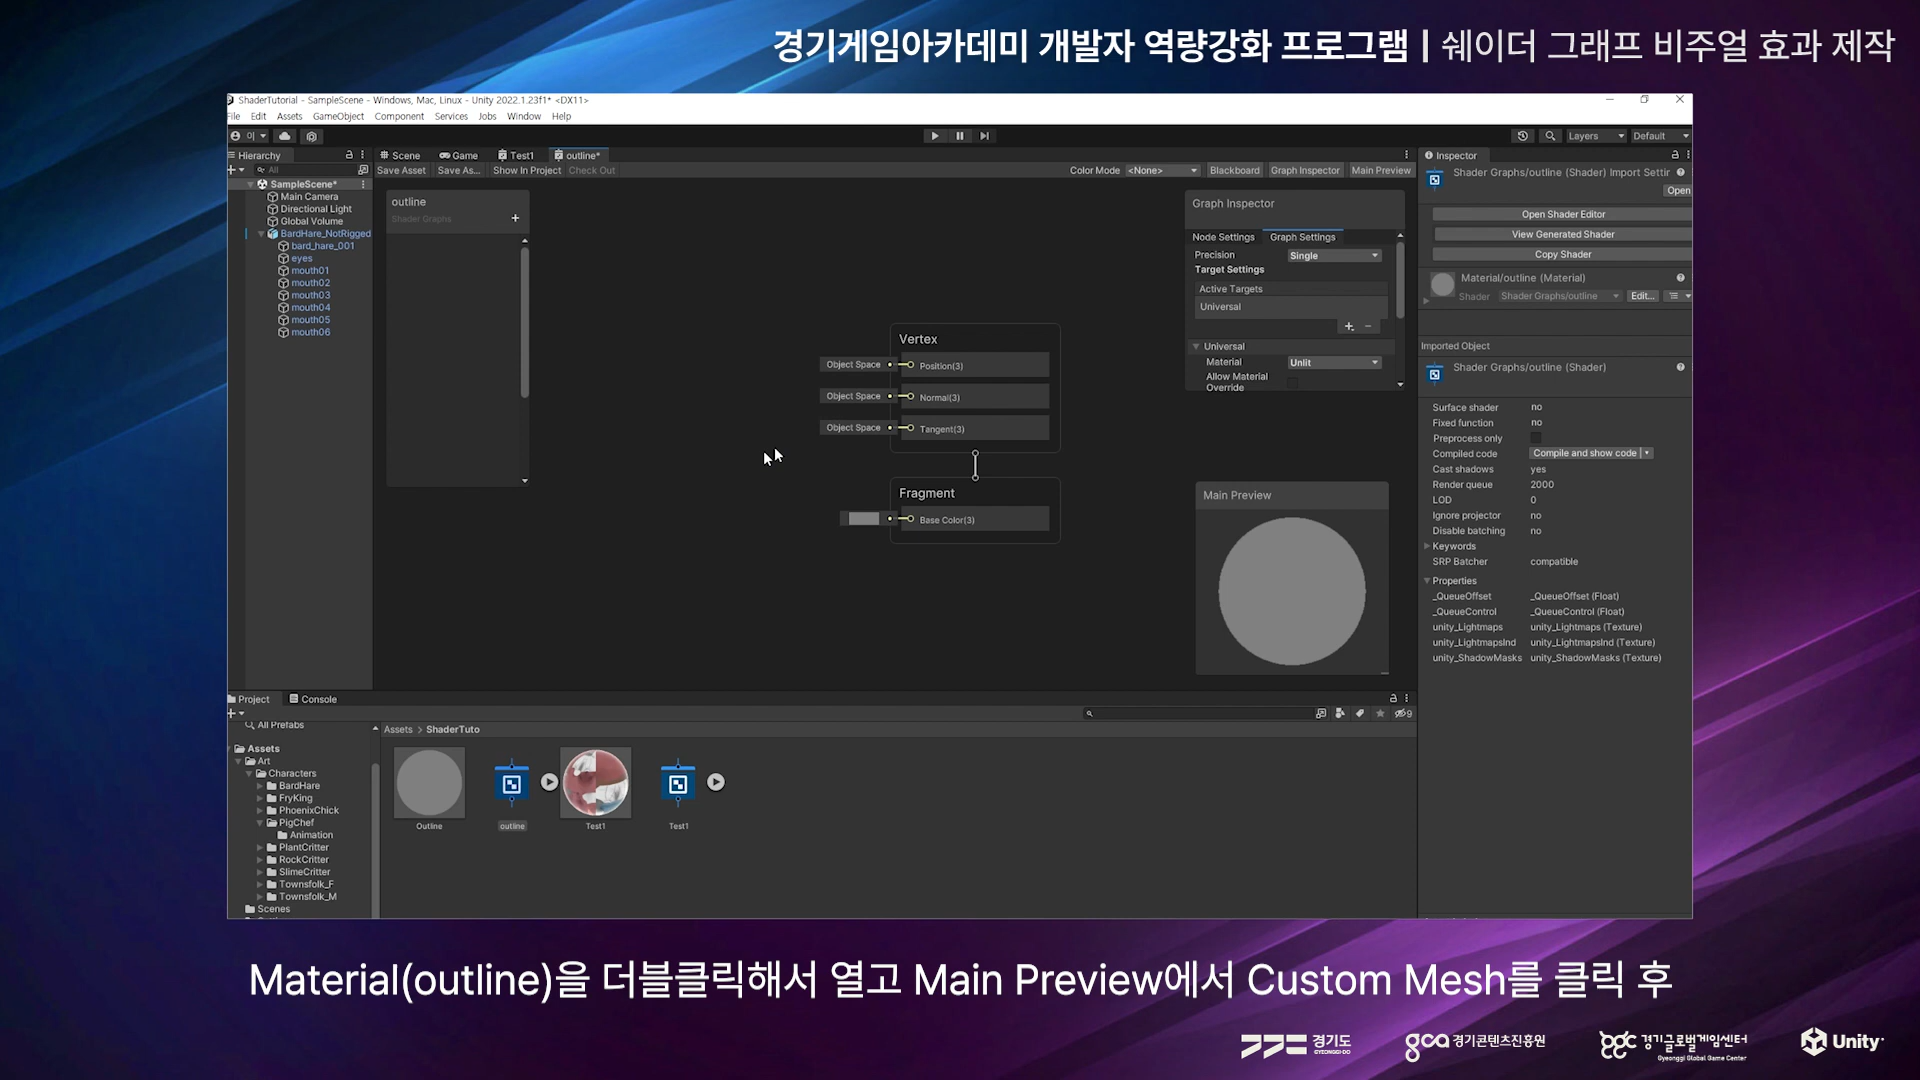 경기게임아카데미 개발자 역량강화 프로그램 | 쉐이더 그래프 비주얼 효과 제작
ShaderTutorial - SampleScene - Windows, Mac, Linux - Unity 2022.1.23f1* <DX11>
File Edit Assets GameObject Component Services Jobs Window Help
이 Layers Default
Hierarchy Scene Game Test1 outline* Inspector
All Save Asset Save As... Show In Project Check Out Color Mode <None> Blackboard Graph Inspector Main Preview
SampleScene*
Main Camera
Directional Light
Global Volume
BardHare_NotRigged
bard_hare_001
eyes
mouth01
mouth02
mouth03
mouth04
mouth05
mouth06
outline
Shader Graphs
Vertex
Object Space Position(3)
Object Space Normal(3)
Object Space Tangent(3)
Fragment
Base Color(3)
Graph Inspector
Node Settings Graph Settings
Precision Single
Target Settings
Active Targets
Universal
Universal
Material Unlit
Allow Material Override
Main Preview
Shader Graphs/outline (Shader) Import Settir
Open
Open Shader Editor
View Generated Shader
Copy Shader
Material/outline (Material)
Shader Shader Graphs/outline Edit...
Imported Object
Shader Graphs/outline (Shader)
Surface shader no
Fixed function no
Preprocess only
Compiled code Compile and show code
Cast shadows yes
Render queue 2000
LOD 0
Ignore projector no
Disable batching no
Keywords
SRP Batcher compatible
Properties
_QueueOffset _QueueOffset (Float)
_QueueControl _QueueControl (Float)
unity_Lightmaps unity_Lightmaps (Texture)
unity_LightmapsInd unity_LightmapsInd (Texture)
unity_ShadowMasks unity_ShadowMasks (Texture)
Project Console
9
All Prefabs
Assets
Art
Characters
BardHare
FryKing
PhoenixChick
PigChef
Animation
PlantCritter
RockCritter
SlimeCritter
Townsfolk_F
Townsfolk_M
Scenes
Assets > ShaderTuto
Outline outline Test1 Test1
Material(outline)을 더블클릭해서 열고 Main Preview에서 Custom Mesh를 클릭 후
경기도 GYEONGGI-DO
gca 경기콘텐츠진흥원
ggc 경기글로벌게임센터 Gyeonggi Global Game Center
Unity